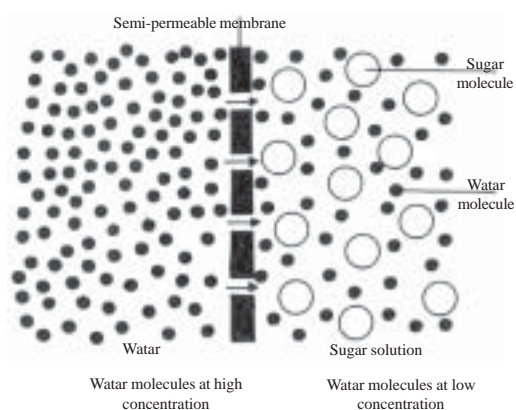 Semi-permeable membrane
Sugar
molecule
Watar
molecule
Watar
Sugar solution
Watar molecules at high
concentration
Watar molecules at low
concentration